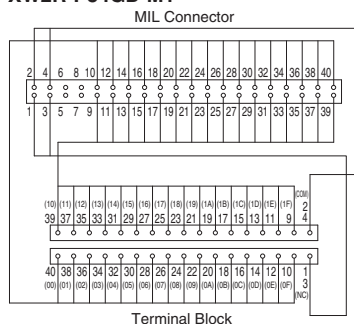 MIL Connector
2 4 6 8 10 12 14 16 18 20 22 24 26 28 30 32 34 36 38 40
1 3 5 7 9 11 13 15 17 19 21 23 25 27 29 31 33 35 37 39
(COM)
(10) (11) (12) (13) (14) (15) (16) (17) (18) (19) (1A) (1B) (1C) (1D) (1E) (1F) 2
39 37 35 33 31 29 27 25 23 21 19 17 15 13 11 9 4
40 38 36 34 32 30 28 26 24 22 20 18 16 14 12 10 1
(00) (01) (02) (03) (04) (05) (06) (07) (08) (09) (0A) (0B) (0C) (0D) (0E) (0F) 3
(NC)
Terminal Block